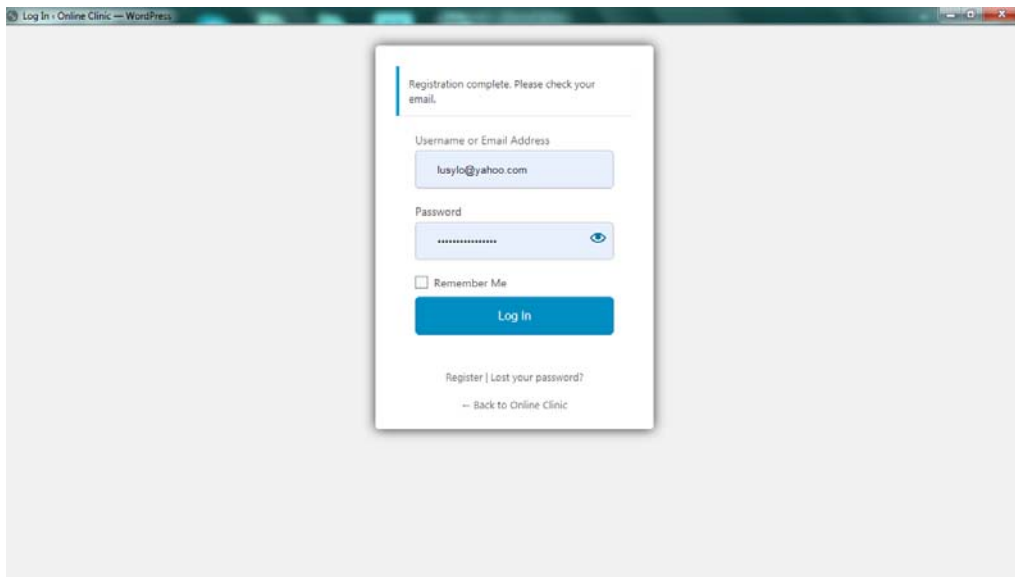 Log In ‹ Online Clinic — WordPress
Registration complete. Please check your
email.
Username or Email Address
lusylo@yahoo.com
Password
Remember Me
Log In
Register | Lost your password?
← Back to Online Clinic